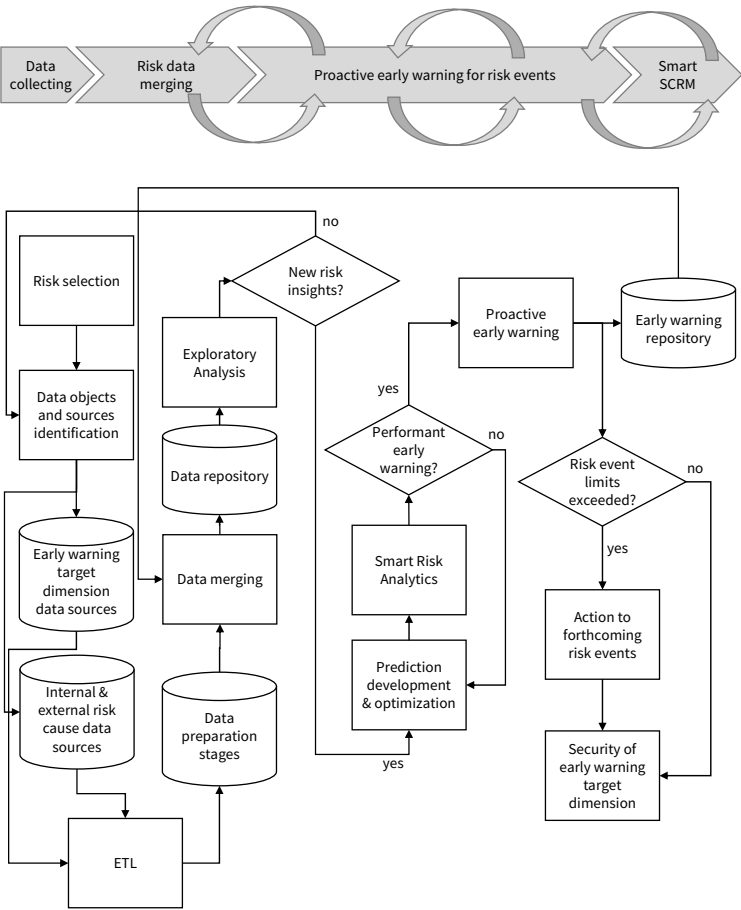 Data
collecting
Risk data
merging
Proactive early warning for risk events
Smart
SCRM
no
Risk selection
New risk
insights?
Proactive
early warning
Early warning
repository
Exploratory
Analysis
Data objects
and sources
identification
yes
Performant
early
warning?
no
Risk event
limits
exceeded?
no
Data repository
yes
Early warning
target
dimension
data sources
Data merging
Smart Risk
Analytics
Action to
forthcoming
risk events
Internal &
external risk
cause data
sources
Data
preparation
stages
Prediction
development
& optimization
yes
Security of
early warning
target
dimension
ETL